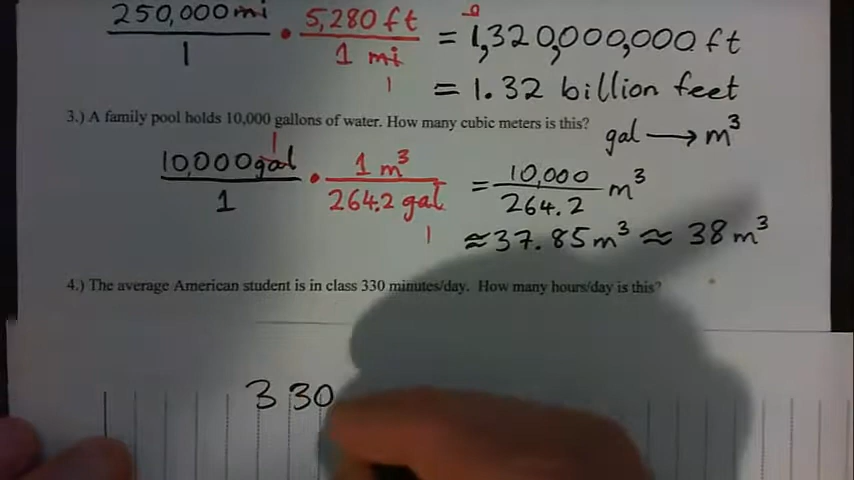 250,000 mi / 1 • 5,280 ft / 1 mi = 1,320,000,000 ft
1
= 1.32 billion feet
3.) A family pool holds 10,000 gallons of water. How many cubic meters is this? gal → m³
1
10,000 gal / 1 • 1 m³ / 264.2 gal = 10,000 / 264.2 m³
1
≈ 37.85 m³ ≈ 38 m³
4.) The average American student is in class 330 minutes/day. How many hours/day is this?
330